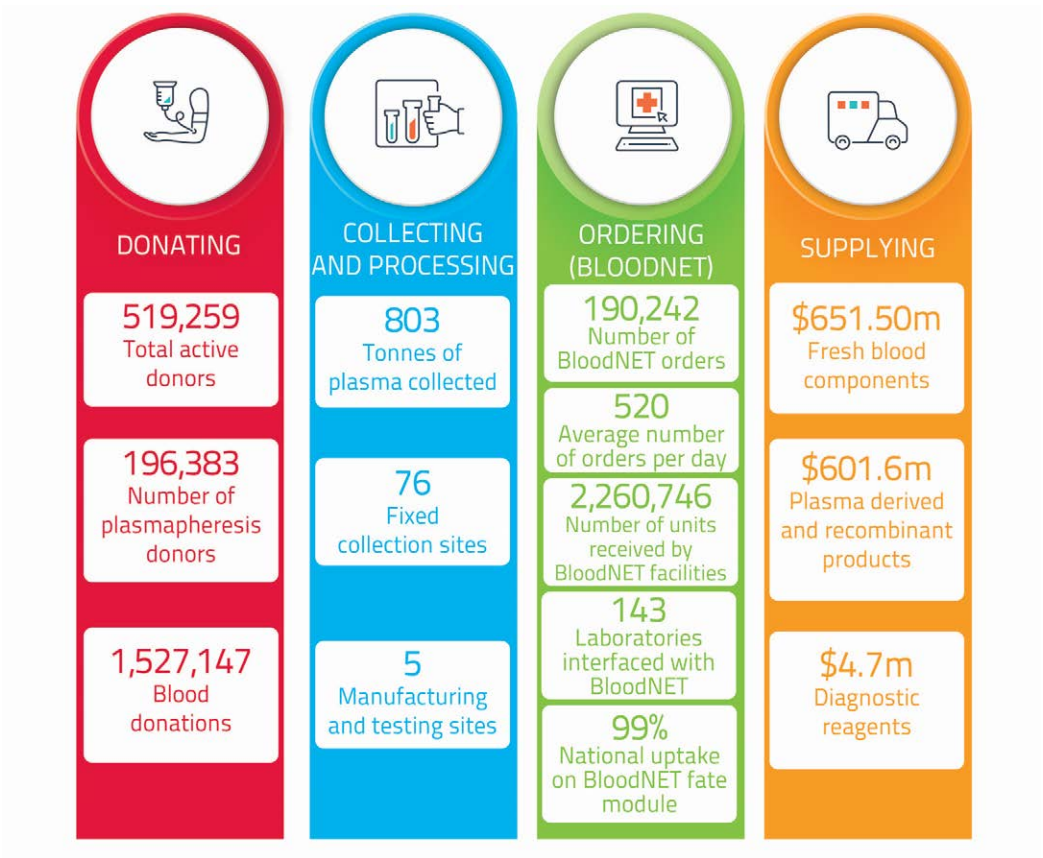 DONATING
519,259
Total active
donors
196,383
Number of
plasmapheresis
donors
1,527,147
Blood
donations
COLLECTING
AND PROCESSING
803
Tonnes of
plasma collected
76
Fixed
collection sites
5
Manufacturing
and testing sites
ORDERING
(BLOODNET)
190,242
Number of
BloodNET orders
520
Average number
of orders per day
2,260,746
Number of units
received by
BloodNET facilities
143
Laboratories
interfaced with
BloodNET
99%
National uptake
on BloodNET fate
module
SUPPLYING
$651.50m
Fresh blood
components
$601.6m
Plasma derived
and recombinant
products
$4.7m
Diagnostic
reagents